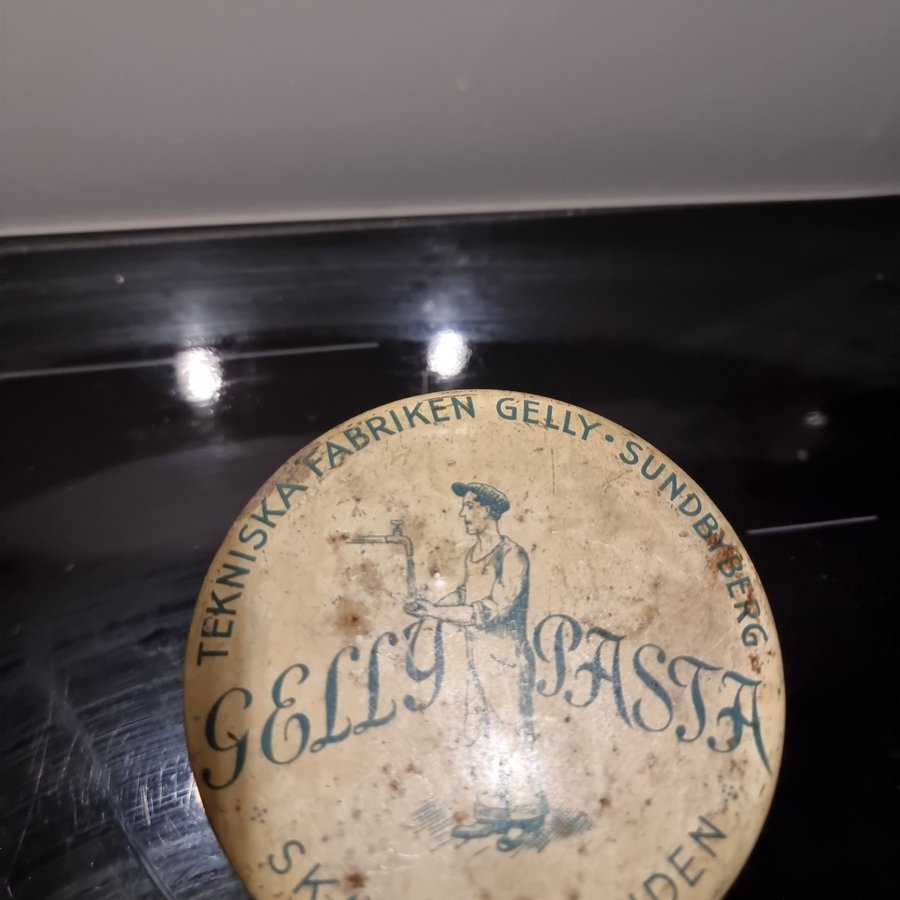 TEKNISKA FABRIKEN GELLY · SUNDBYBERG
GELLY PASTA